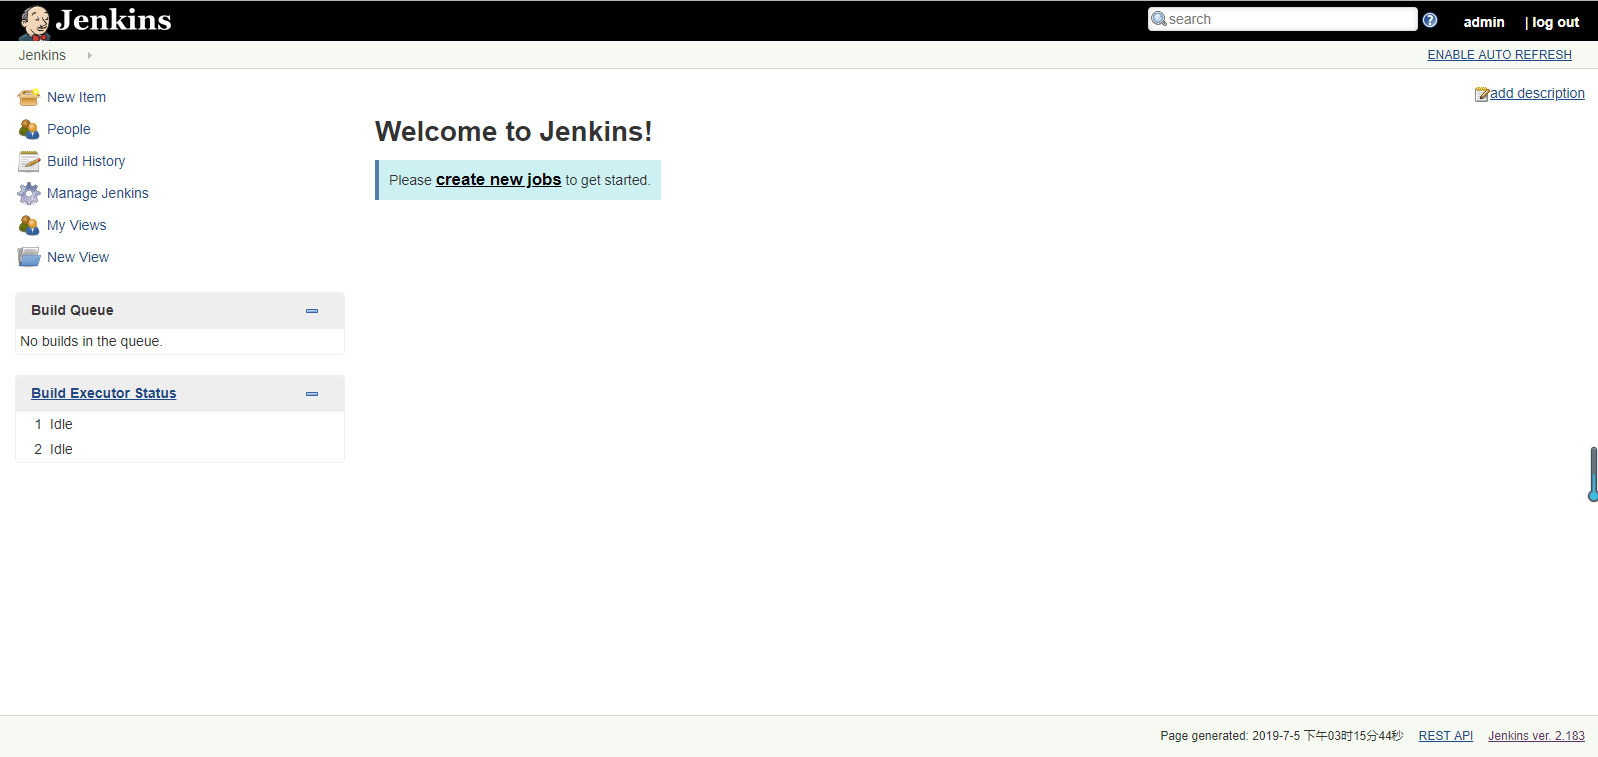 Jenkins
search
admin | log out
Jenkins
ENABLE AUTO REFRESH
New Item
People
Build History
Manage Jenkins
My Views
New View
add description
Welcome to Jenkins!
Please create new jobs to get started.
Build Queue
No builds in the queue.
Build Executor Status
1 Idle
2 Idle
Page generated: 2019-7-5 下午03时15分44秒 REST API Jenkins ver. 2.183